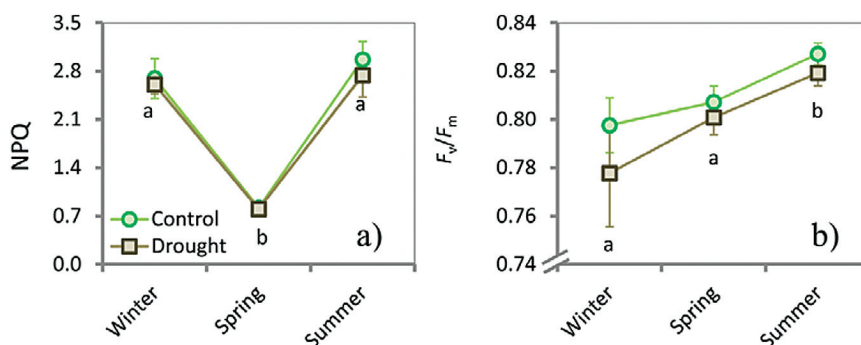 3.5
2.8
2.1
1.4
0.7
0.0
NPQ
a
a
b
Control
Drought
a)
Winter
Spring
Summer
0.84
0.82
0.80
0.78
0.76
0.74
Fv/Fm
a
a
b
b)
Winter
Spring
Summer